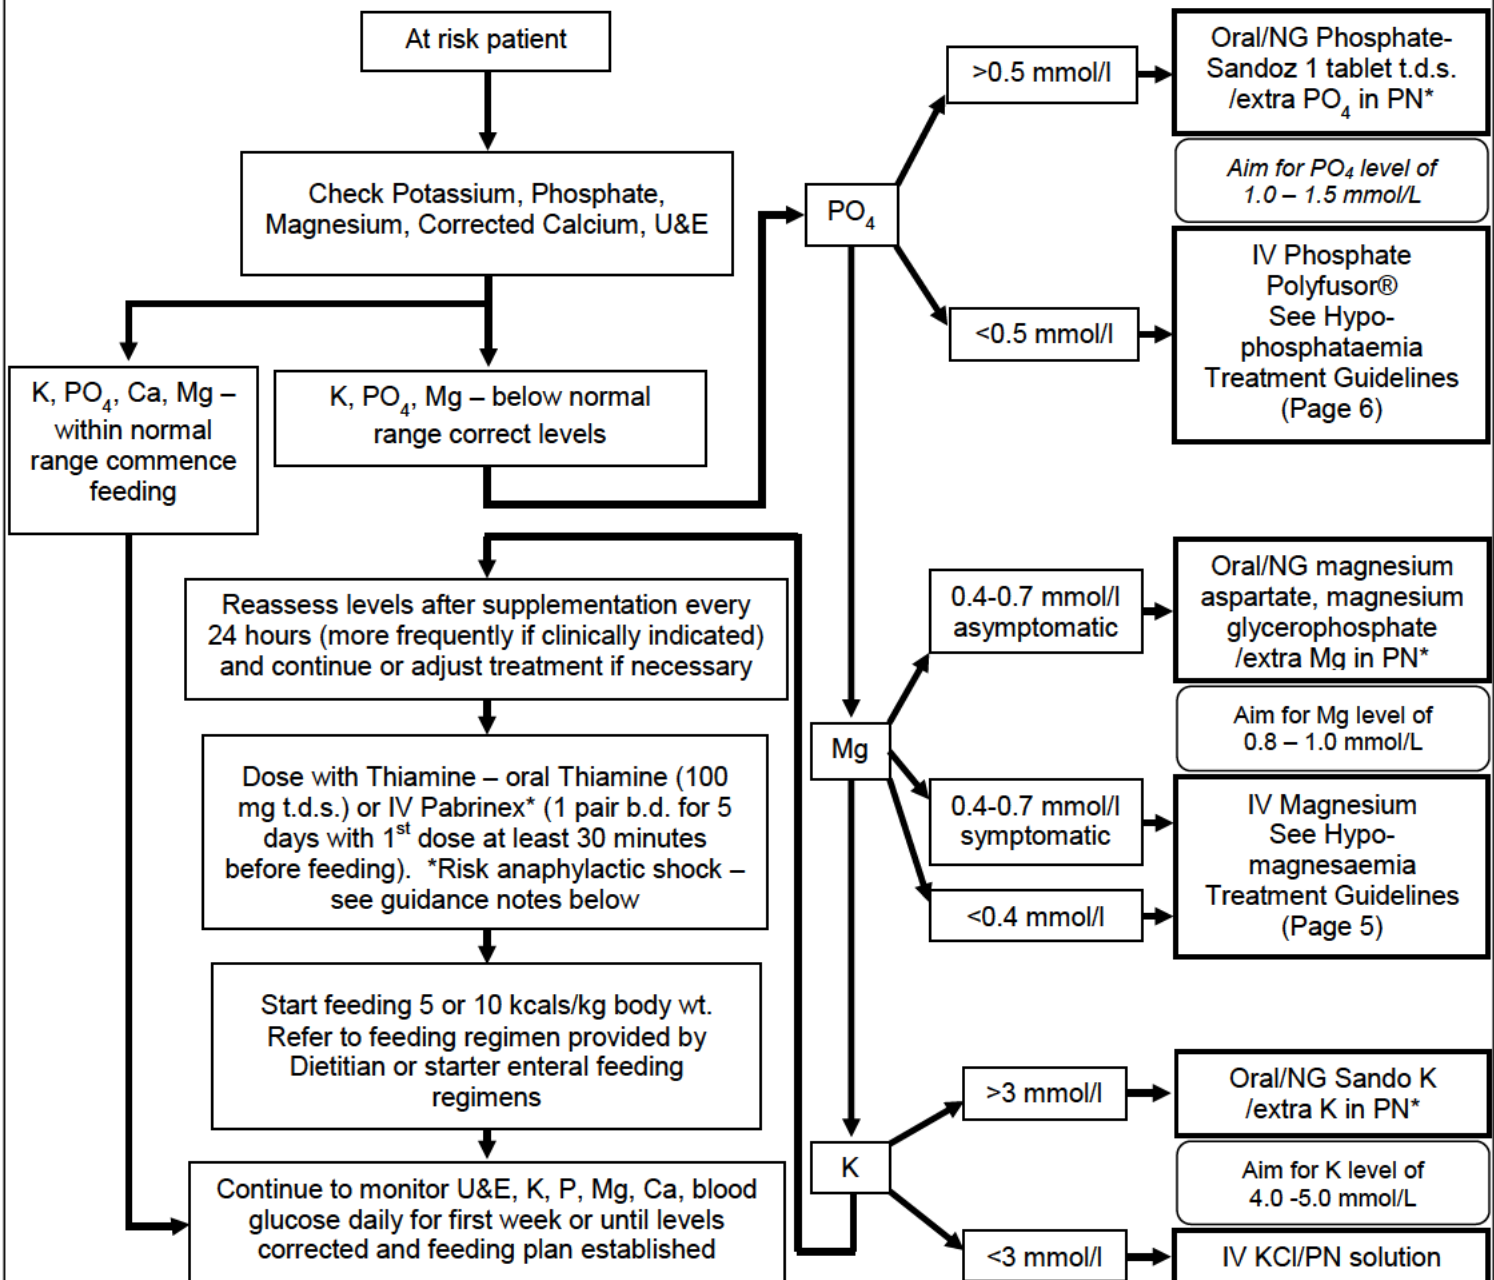 At risk patient
Check Potassium, Phosphate,
Magnesium, Corrected Calcium, U&E
K, PO4, Ca, Mg –
within normal
range commence
feeding
K, PO4, Mg – below normal
range correct levels
PO4
>0.5 mmol/l
Oral/NG Phosphate-
Sandoz 1 tablet t.d.s.
/extra PO4 in PN*
Aim for PO4 level of
1.0 – 1.5 mmol/L
<0.5 mmol/l
IV Phosphate
Polyfusor®
See Hypo-
phosphataemia
Treatment Guidelines
(Page 6)
Mg
0.4-0.7 mmol/l
asymptomatic
Oral/NG magnesium
aspartate, magnesium
glycerophosphate
/extra Mg in PN*
Aim for Mg level of
0.8 – 1.0 mmol/L
0.4-0.7 mmol/l
symptomatic
<0.4 mmol/l
IV Magnesium
See Hypo-
magnesaemia
Treatment Guidelines
(Page 5)
K
>3 mmol/l
Oral/NG Sando K
/extra K in PN*
Aim for K level of
4.0 -5.0 mmol/L
<3 mmol/l
IV KCl/PN solution
Reassess levels after supplementation every
24 hours (more frequently if clinically indicated)
and continue or adjust treatment if necessary
Dose with Thiamine – oral Thiamine (100
mg t.d.s.) or IV Pabrinex* (1 pair b.d. for 5
days with 1st dose at least 30 minutes
before feeding). *Risk anaphylactic shock –
see guidance notes below
Start feeding 5 or 10 kcals/kg body wt.
Refer to feeding regimen provided by
Dietitian or starter enteral feeding
regimens
Continue to monitor U&E, K, P, Mg, Ca, blood
glucose daily for first week or until levels
corrected and feeding plan established